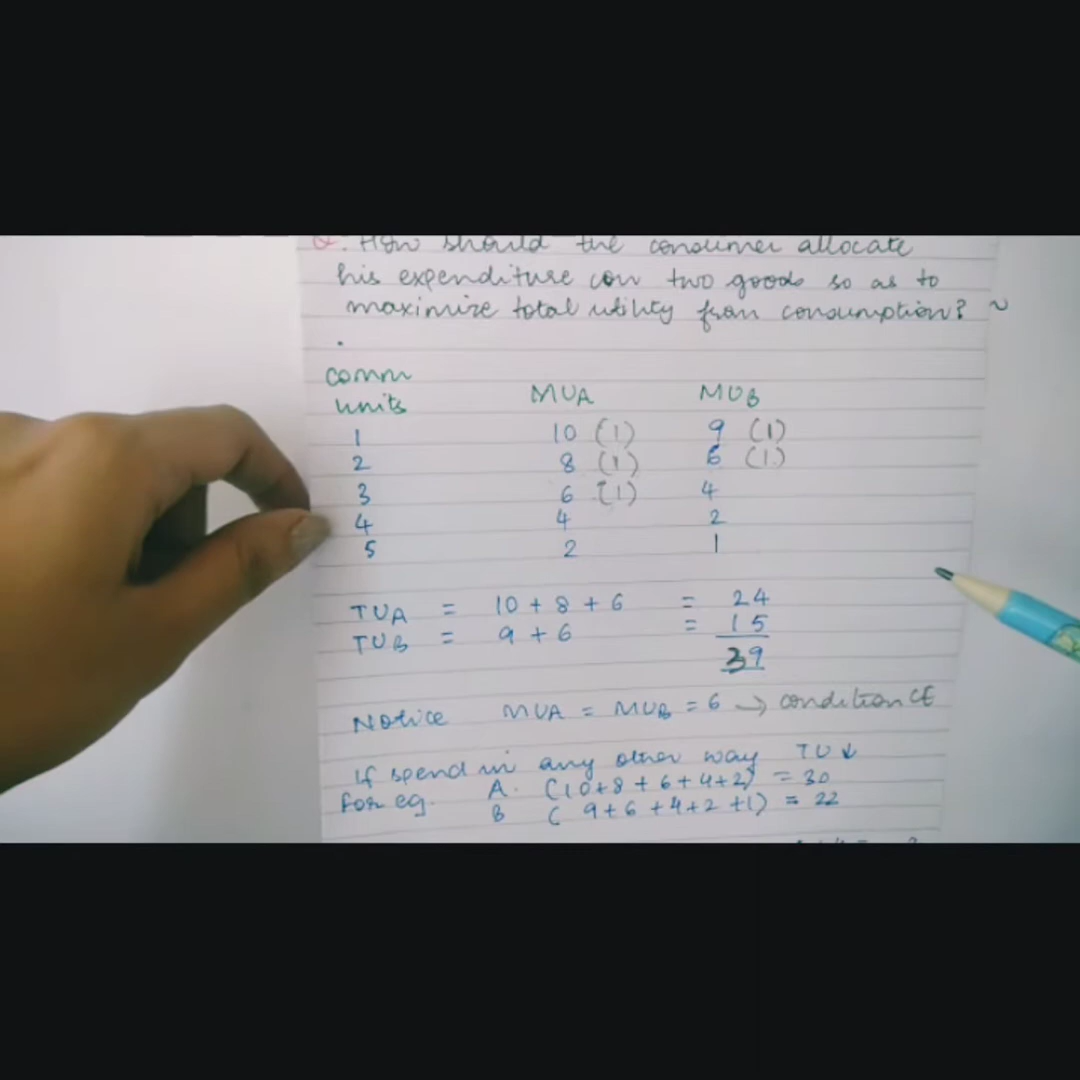 Q. How should the consumer allocate
his expenditure on two goods so as to
maximize total utility from consumption? ~
comm
units MUA MUB
1 10 (1) 9 (1)
2 8 (1) 6 (1)
3 6 (1) 4
4 4 2
5 2 1
TUA = 10 + 8 + 6 = 24
TUB = 9 + 6 = 15
39
Notice MUA = MUB = 6 → condition CE
If spend in any other way TU ↓
for eg. A. (10+8+6+4+2) = 30
B (9+6+4+2+1) = 22